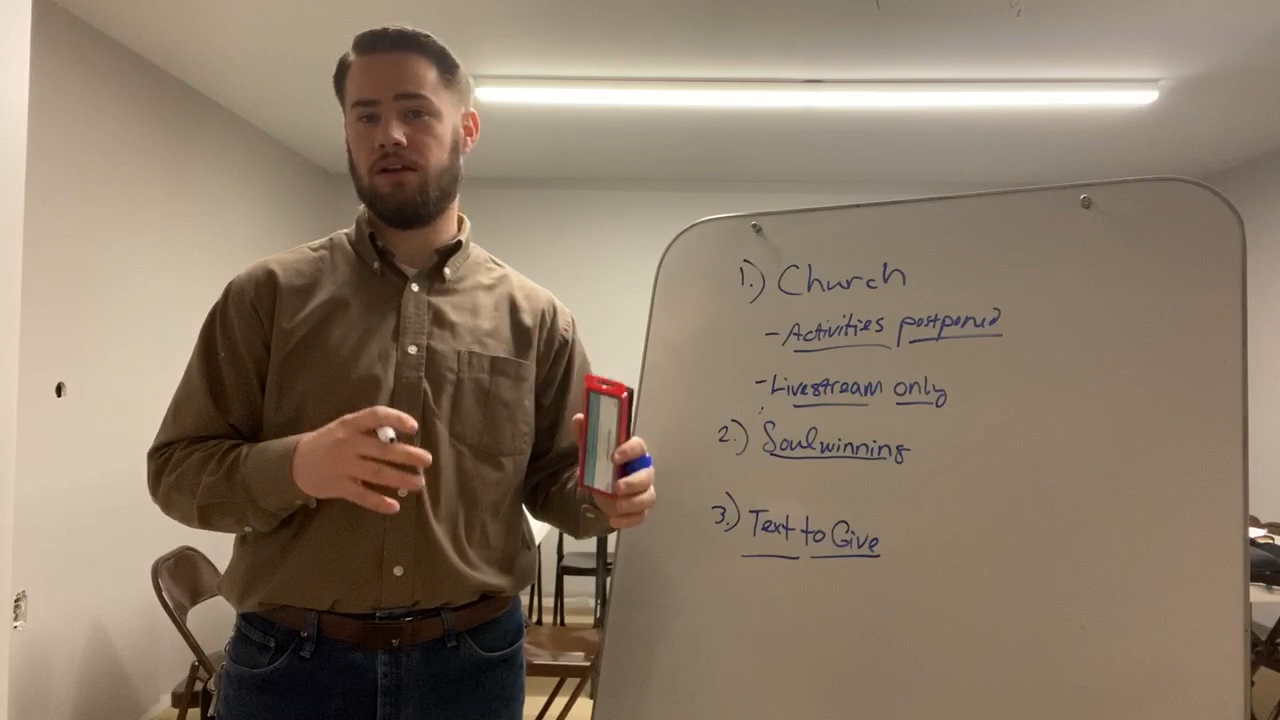 1.) Church
- Activities postponed
- Livestream only
2.) Soulwinning
3.) Text to Give